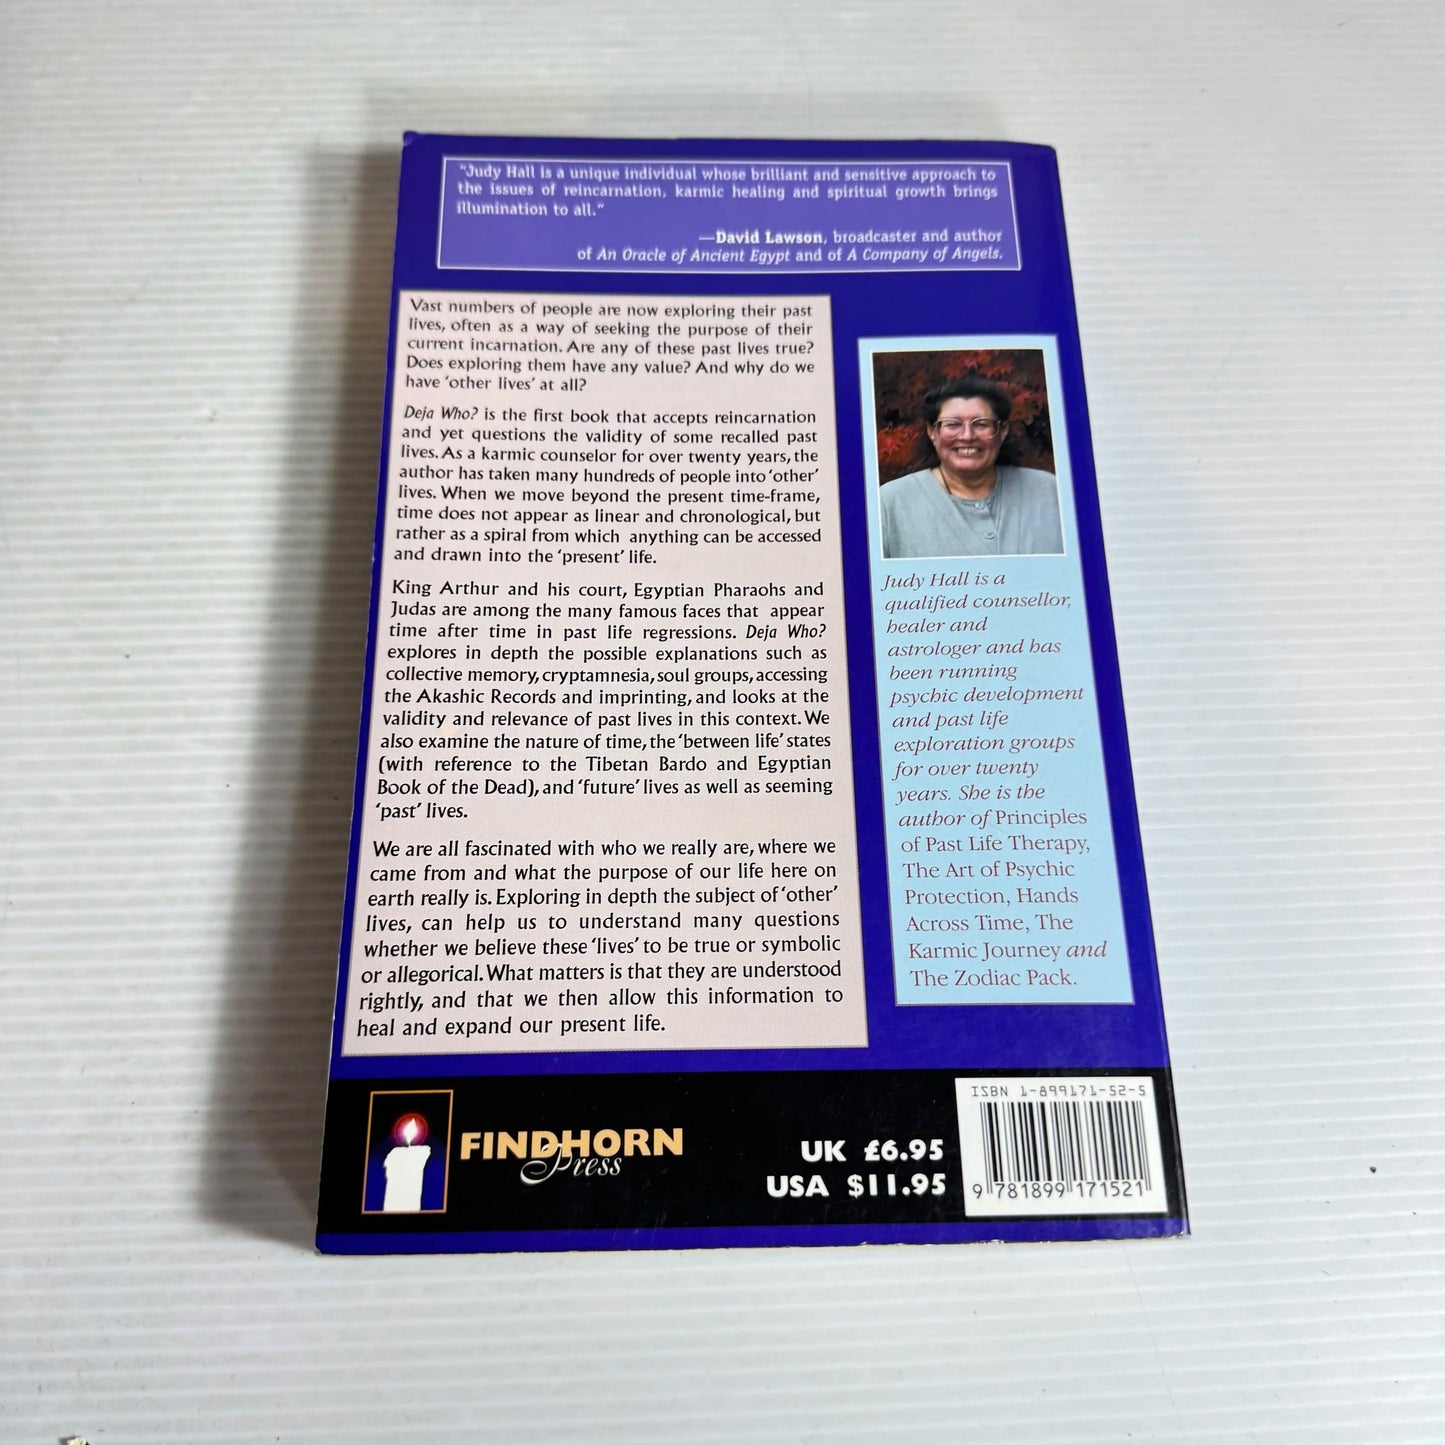 "Judy Hall is a unique individual whose brilliant and sensitive approach to
the issues of reincarnation, karmic healing and spiritual growth brings
illumination to all."
—David Lawson, broadcaster and author
of An Oracle of Ancient Egypt and of A Company of Angels.
Vast numbers of people are now exploring their past
lives, often as a way of seeking the purpose of their
current incarnation. Are any of these past lives true?
Does exploring them have any value? And why do we
have 'other lives' at all?
Deja Who? is the first book that accepts reincarnation
and yet questions the validity of some recalled past
lives. As a karmic counselor for over twenty years, the
author has taken many hundreds of people into 'other'
lives. When we move beyond the present time-frame,
time does not appear as linear and chronological, but
rather as a spiral from which anything can be accessed
and drawn into the 'present' life.
King Arthur and his court, Egyptian Pharaohs and
Judas are among the many famous faces that appear
time after time in past life regressions. Deja Who?
explores in depth the possible explanations such as
collective memory, cryptamnesia, soul groups, accessing
the Akashic Records and imprinting, and looks at the
validity and relevance of past lives in this context. We
also examine the nature of time, the 'between life' states
(with reference to the Tibetan Bardo and Egyptian
Book of the Dead), and 'future' lives as well as seeming
'past' lives.
We are all fascinated with who we really are, where we
came from and what the purpose of our life here on
earth really is. Exploring in depth the subject of 'other'
lives, can help us to understand many questions
whether we believe these 'lives' to be true or symbolic
or allegorical. What matters is that they are understood
rightly, and that we then allow this information to
heal and expand our present life.
Judy Hall is a
qualified counsellor,
healer and
astrologer and has
been running
psychic development
and past life
exploration groups
for over twenty
years. She is the
author of Principles
of Past Life Therapy,
The Art of Psychic
Protection, Hands
Across Time, The
Karmic Journey and
The Zodiac Pack.
FINDHORN
Press
UK £6.95
USA $11.95
ISBN 1-899171-52-5
9 781899 171521